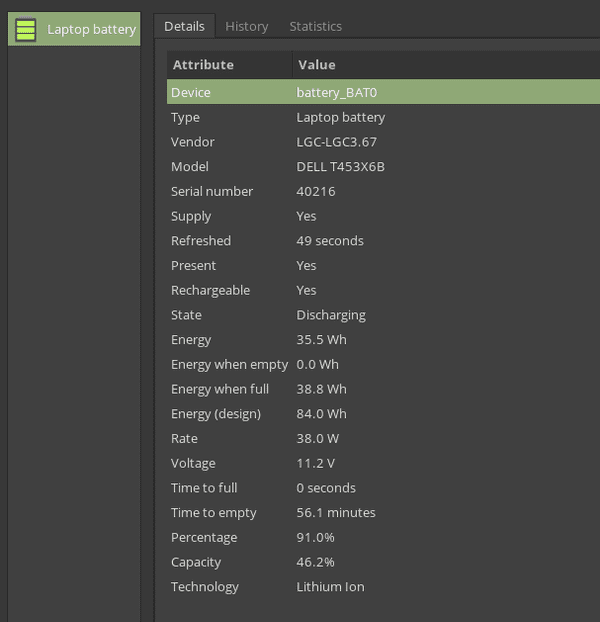 Laptop battery
Details History Statistics
Attribute Value
Device battery_BAT0
Type Laptop battery
Vendor LGC-LGC3.67
Model DELL T453X6B
Serial number 40216
Supply Yes
Refreshed 49 seconds
Present Yes
Rechargeable Yes
State Discharging
Energy 35.5 Wh
Energy when empty 0.0 Wh
Energy when full 38.8 Wh
Energy (design) 84.0 Wh
Rate 38.0 W
Voltage 11.2 V
Time to full 0 seconds
Time to empty 56.1 minutes
Percentage 91.0%
Capacity 46.2%
Technology Lithium Ion